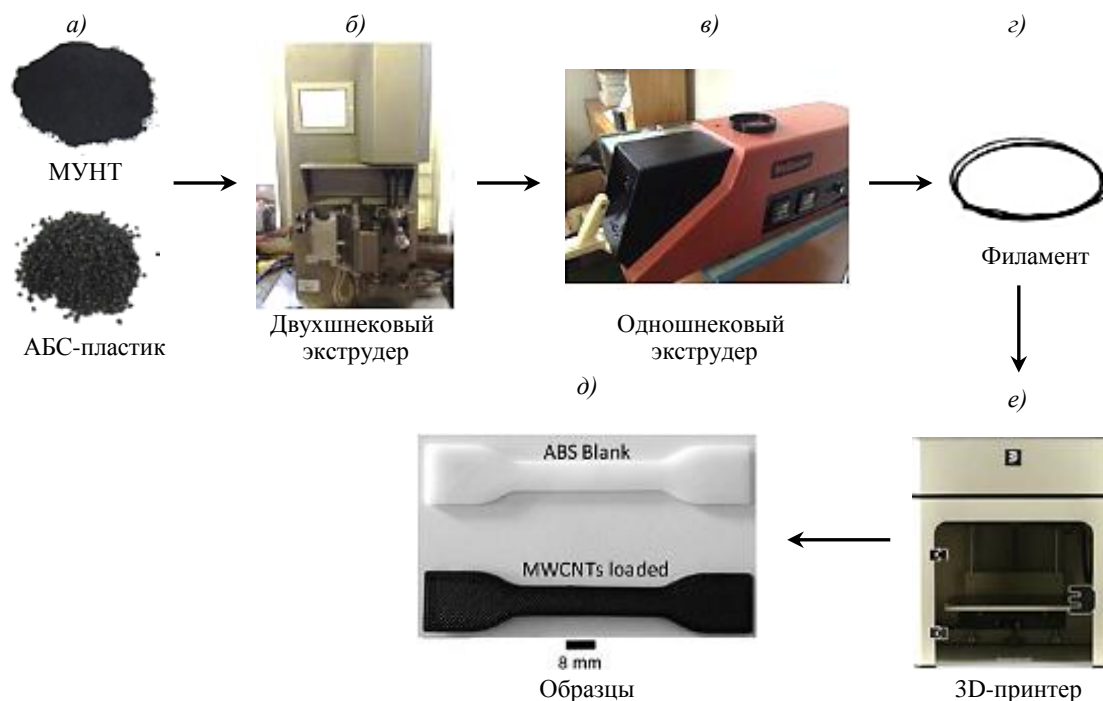 а)
б)
в)
г)
МУНТ
АБС-пластик
Двухшнековый
экструдер
Одношнековый
экструдер
Филамент
д)
е)
ABS Blank
MWCNTs loaded
8 mm
Образцы
3D-принтер